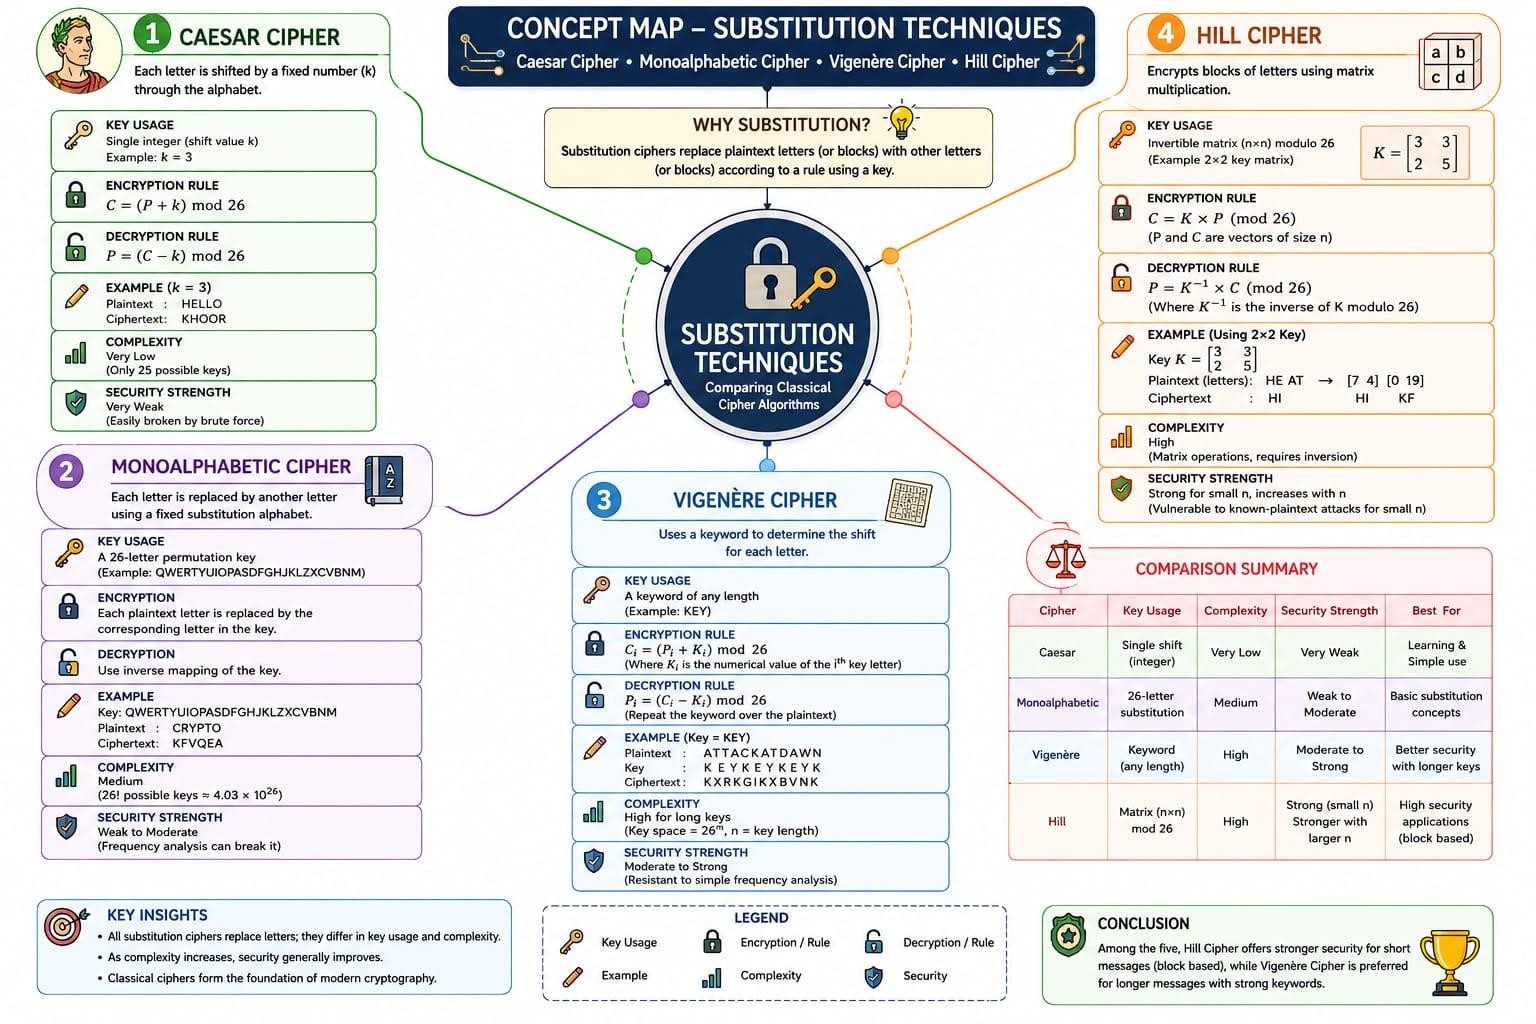 CONCEPT MAP – SUBSTITUTION TECHNIQUES
Caesar Cipher • Monoalphabetic Cipher • Vigenère Cipher • Hill Cipher
WHY SUBSTITUTION?
Substitution ciphers replace plaintext letters (or blocks) with other letters
(or blocks) according to a rule using a key.
SUBSTITUTION
TECHNIQUES
Comparing Classical
Cipher Algorithms
1 CAESAR CIPHER
Each letter is shifted by a fixed number (k)
through the alphabet.
KEY USAGE
Single integer (shift value k)
Example: k = 3
ENCRYPTION RULE
C = (P + k) mod 26
DECRYPTION RULE
P = (C − k) mod 26
EXAMPLE (k = 3)
Plaintext : HELLO
Ciphertext: KHOOR
COMPLEXITY
Very Low
(Only 25 possible keys)
SECURITY STRENGTH
Very Weak
(Easily broken by brute force)
2 MONOALPHABETIC CIPHER
A
Z
Each letter is replaced by another letter
using a fixed substitution alphabet.
KEY USAGE
A 26-letter permutation key
(Example: QWERTYUIOPASDFGHJKLZXCVBNM)
ENCRYPTION
Each plaintext letter is replaced by the
corresponding letter in the key.
DECRYPTION
Use inverse mapping of the key.
EXAMPLE
Key: QWERTYUIOPASDFGHJKLZXCVBNM
Plaintext : CRYPTO
Ciphertext: KFVQEA
COMPLEXITY
Medium
(26! possible keys ≈ 4.03 × 10²⁶)
SECURITY STRENGTH
Weak to Moderate
(Frequency analysis can break it)
3 VIGENÈRE CIPHER
Uses a keyword to determine the shift
for each letter.
KEY USAGE
A keyword of any length
(Example: KEY)
ENCRYPTION RULE
Cᵢ = (Pᵢ + Kᵢ) mod 26
(Where Kᵢ is the numerical value of the iᵗʰ key letter)
DECRYPTION RULE
Pᵢ = (Cᵢ − Kᵢ) mod 26
(Repeat the keyword over the plaintext)
EXAMPLE (Key = KEY)
Plaintext : ATTACKATDAWN
Key : K EYKEYKEYK
Ciphertext: KXRKGIKXBVNK
COMPLEXITY
High for long keys
(Key space = 26ᵐ, n = key length)
SECURITY STRENGTH
Moderate to Strong
(Resistant to simple frequency analysis)
4 HILL CIPHER
a b
c d
Encrypts blocks of letters using matrix
multiplication.
KEY USAGE
Invertible matrix (n×n) modulo 26
(Example 2×2 key matrix)
K = [3 3
2 5]
ENCRYPTION RULE
C = K × P (mod 26)
(P and C are vectors of size n)
DECRYPTION RULE
P = K⁻¹ × C (mod 26)
(Where K⁻¹ is the inverse of K modulo 26)
EXAMPLE (Using 2×2 Key)
Key K = [3 3
2 5]
Plaintext (letters): HE AT → [7 4] [0 19]
Ciphertext : HI HI KF
COMPLEXITY
High
(Matrix operations, requires inversion)
SECURITY STRENGTH
Strong for small n, increases with n
(Vulnerable to known-plaintext attacks for small n)
COMPARISON SUMMARY
Cipher Key Usage Complexity Security Strength Best For
Caesar Single shift (integer) Very Low Very Weak Learning & Simple use
Monoalphabetic 26-letter substitution Medium Weak to Moderate Basic substitution concepts
Vigenère Keyword (any length) High Moderate to Strong Better security with longer keys
Hill Matrix (n×n) mod 26 High Strong (small n) Stronger with larger n High security applications (block based)
KEY INSIGHTS
• All substitution ciphers replace letters; they differ in key usage and complexity.
• As complexity increases, security generally improves.
• Classical ciphers form the foundation of modern cryptography.
LEGEND
Key Usage Encryption / Rule Decryption / Rule
Example Complexity Security
CONCLUSION
Among the five, Hill Cipher offers stronger security for short
messages (block based), while Vigenère Cipher is preferred
for longer messages with strong keywords.